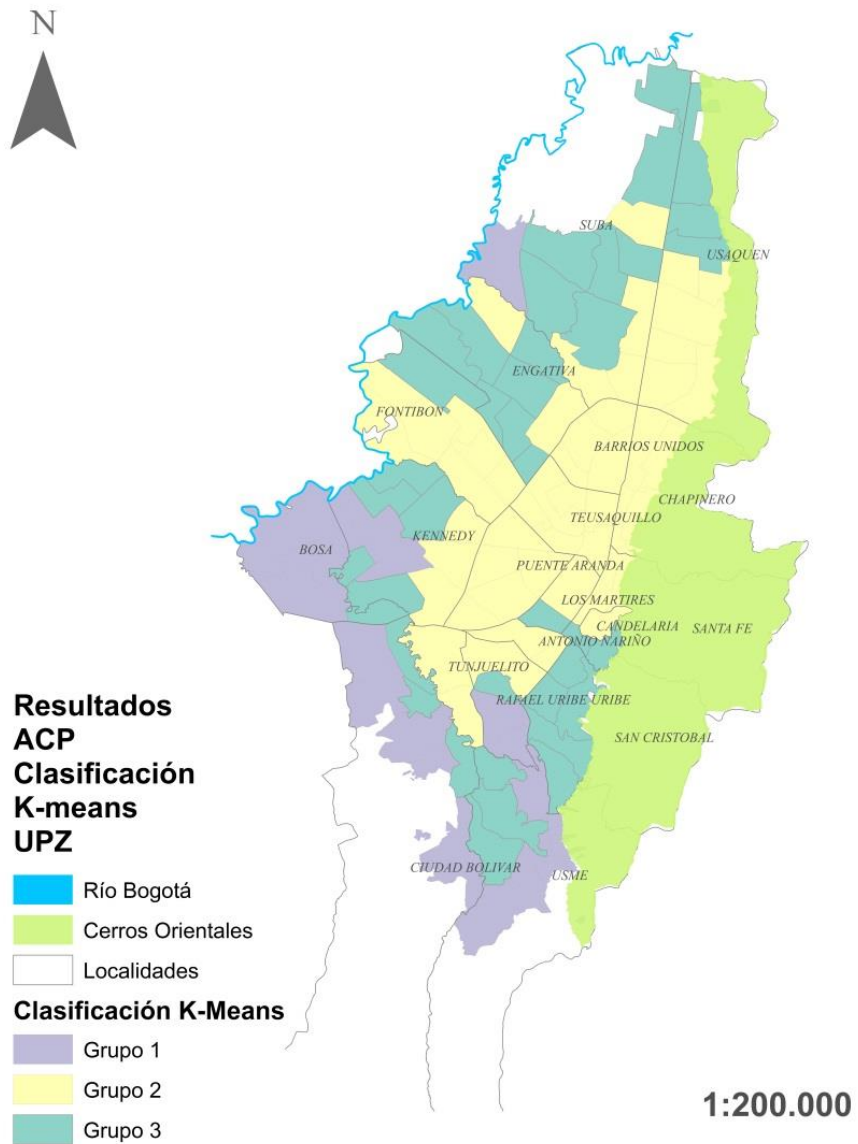 N
SUBA
USAQUEN
ENGATIVA
FONTIBON
BARRIOS UNIDOS
CHAPINERO
TEUSAQUILLO
KENNEDY
BOSA
PUENTE ARANDA
LOS MARTIRES
CANDELARIA
SANTA FE
ANTONIO NARIÑO
TUNJUELITO
RAFAEL URIBE URIBE
SAN CRISTOBAL
CIUDAD BOLIVAR
USME
Resultados
ACP
Clasificación
K-means
UPZ
Río Bogotá
Cerros Orientales
Localidades
Clasificación K-Means
Grupo 1
Grupo 2
Grupo 3
1:200.000